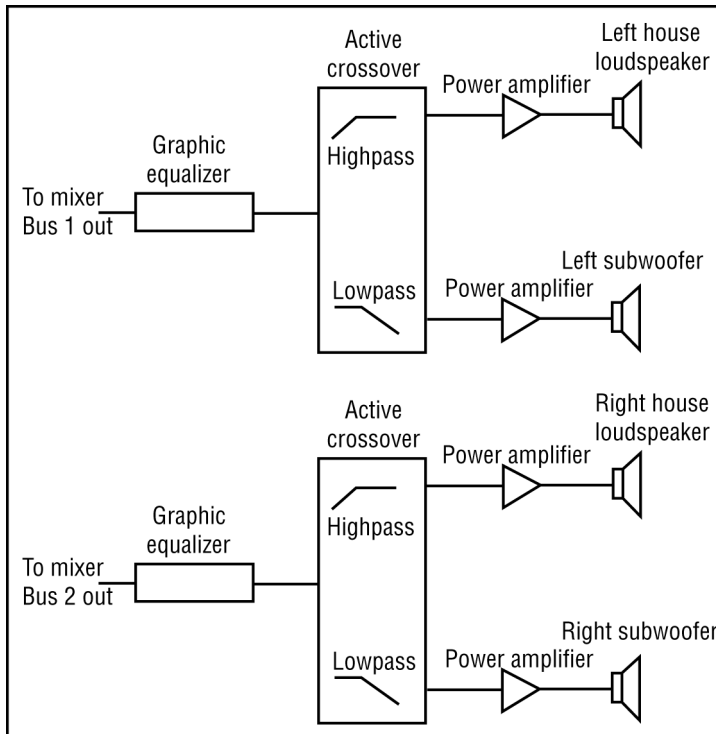 Left house
loudspeaker
Active
crossover
Power amplifier
Graphic
equalizer
Highpass
To mixer
Bus 1 out
Left subwoofer
Lowpass
Power amplifier
Right house
loudspeaker
Active
crossover
Power amplifier
Graphic
equalizer
Highpass
To mixer
Bus 2 out
Right subwoofer
Lowpass
Power amplifier